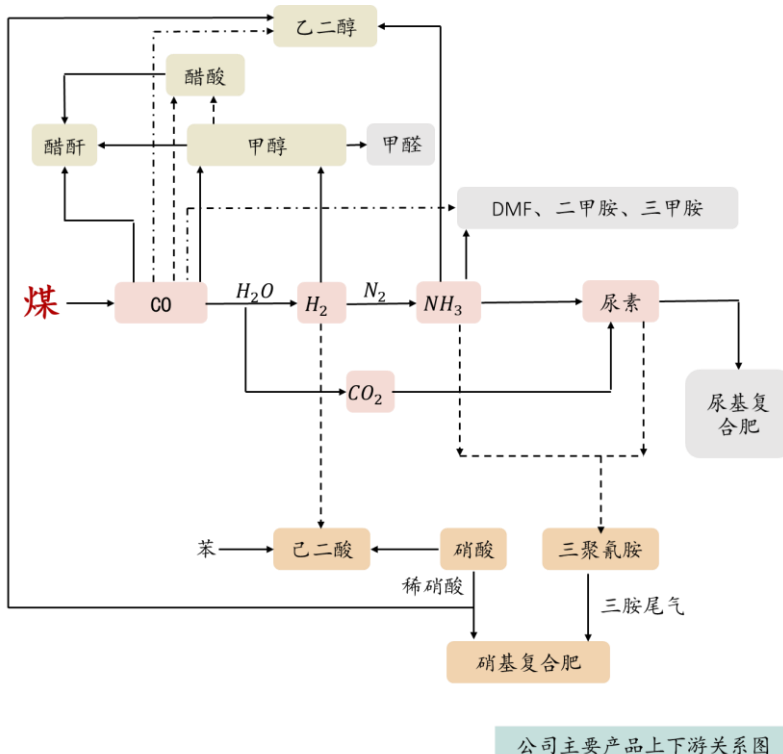 乙二醇
醋酸
醋酐
甲醇
甲醛
DMF、二甲胺、三甲胺
煤
CO
H₂O
H₂
N₂
NH₃
尿素
CO₂
尿基复
合肥
苯
己二酸
硝酸
三聚氰胺
稀硝酸
三胺尾气
硝基复合肥
公司主要产品上下游关系图